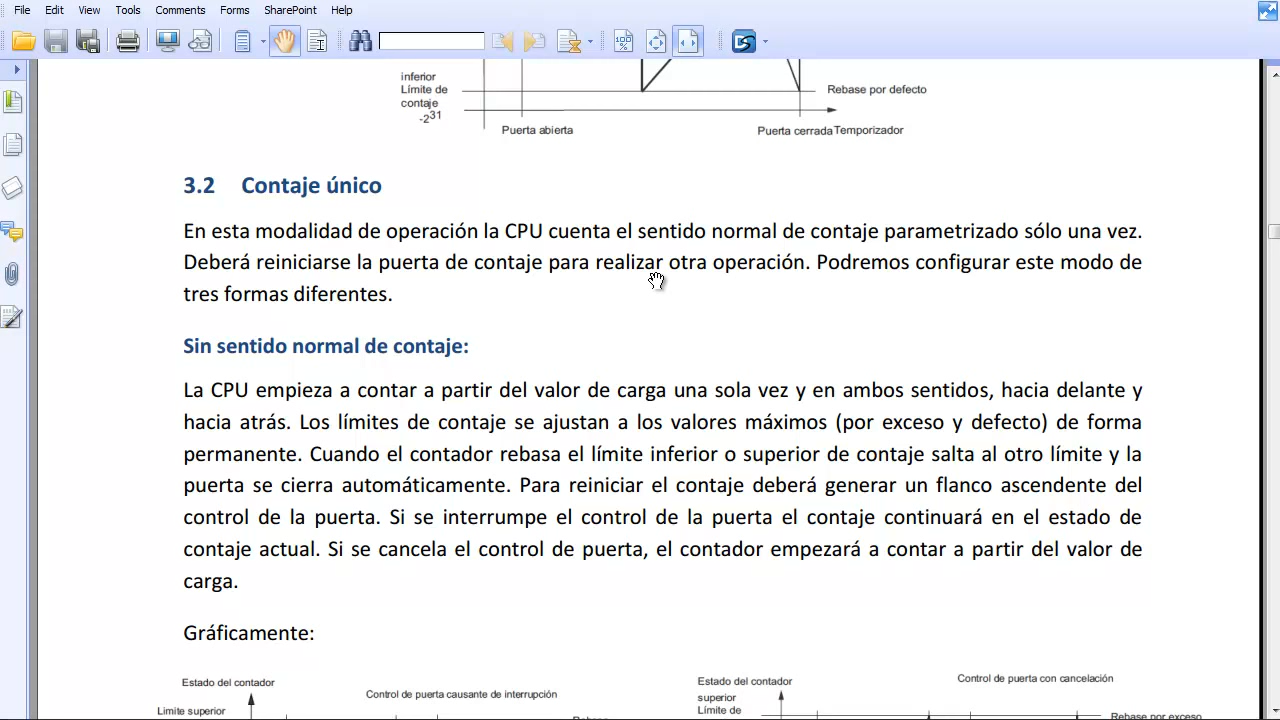 File Edit View Tools Comments Forms SharePoint Help
inferior
Límite de
contaje
-2³¹
Rebase por defecto
Puerta abierta
Puerta cerrada Temporizador
3.2 Contaje único
En esta modalidad de operación la CPU cuenta el sentido normal de contaje parametrizado sólo una vez.
Deberá reiniciarse la puerta de contaje para realizar otra operación. Podremos configurar este modo de
tres formas diferentes.
Sin sentido normal de contaje:
La CPU empieza a contar a partir del valor de carga una sola vez y en ambos sentidos, hacia delante y
hacia atrás. Los límites de contaje se ajustan a los valores máximos (por exceso y defecto) de forma
permanente. Cuando el contador rebasa el límite inferior o superior de contaje salta al otro límite y la
puerta se cierra automáticamente. Para reiniciar el contaje deberá generar un flanco ascendente del
control de la puerta. Si se interrumpe el control de la puerta el contaje continuará en el estado de
contaje actual. Si se cancela el control de puerta, el contador empezará a contar a partir del valor de
carga.
Gráficamente:
Estado del contador
Control de puerta causante de interrupción
Limite superior
Estado del contador
superior
Límite de
Control de puerta con cancelación
Rebase por exceso